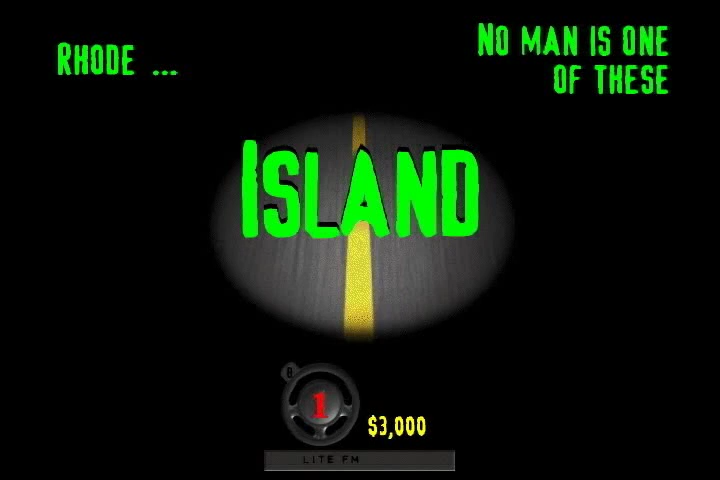 RHODE ...
NO MAN IS ONE
OF THESE
ISLAND
B
1
$3,000
LITE FM